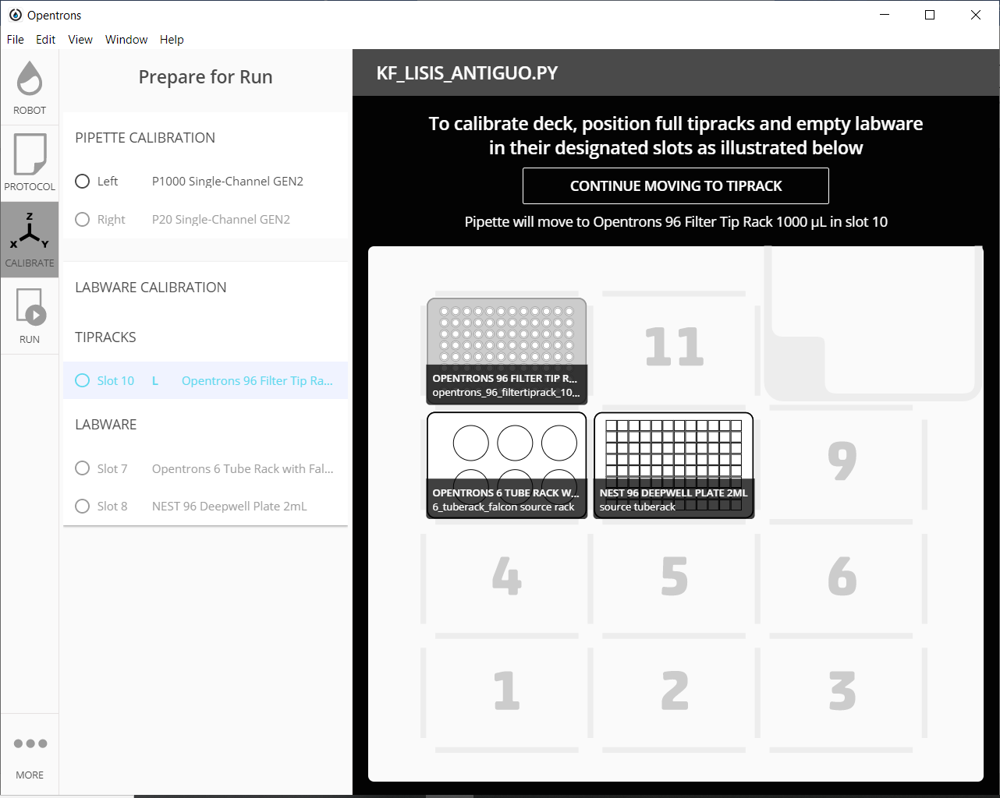 Opentrons
File Edit View Window Help
ROBOT
PROTOCOL
Z
X Y
CALIBRATE
RUN
MORE
Prepare for Run
PIPETTE CALIBRATION
Left P1000 Single-Channel GEN2
Right P20 Single-Channel GEN2
LABWARE CALIBRATION
TIPRACKS
Slot 10 L Opentrons 96 Filter Tip Ra...
LABWARE
Slot 7 Opentrons 6 Tube Rack with Fal...
Slot 8 NEST 96 Deepwell Plate 2mL
KF_LISIS_ANTIGUO.PY
To calibrate deck, position full tipracks and empty labware
in their designated slots as illustrated below
CONTINUE MOVING TO TIPRACK
Pipette will move to Opentrons 96 Filter Tip Rack 1000 µL in slot 10
OPENTRONS 96 FILTER TIP R...
opentrons_96_filtertiprack_10...
11
OPENTRONS 6 TUBE RACK W...
6_tuberack_falcon source rack
NEST 96 DEEPWELL PLATE 2ML
source tuberack
9
4 5 6
1 2 3